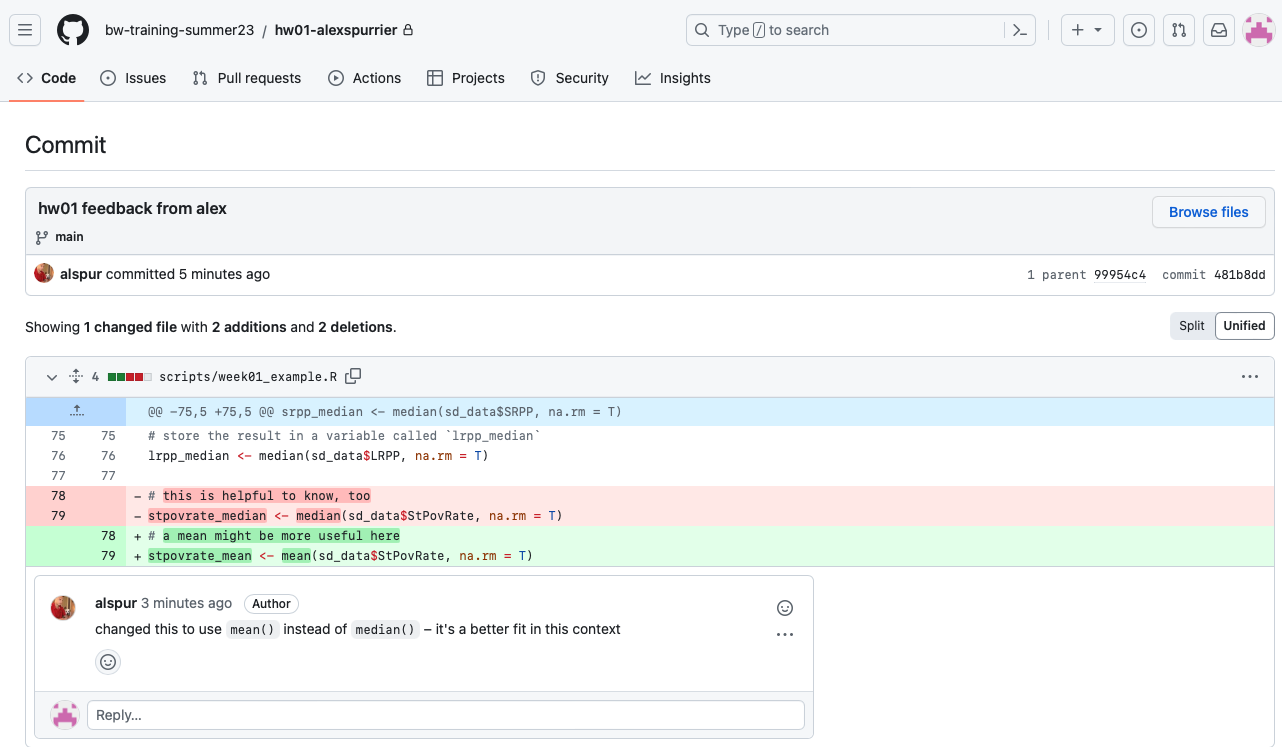 bw-training-summer23 / hw01-alexspurrier
Type / to search
Code Issues Pull requests Actions Projects Security Insights
Commit
hw01 feedback from alex
Browse files
main
alspur committed 5 minutes ago
1 parent 99954c4 commit 481b8dd
Showing 1 changed file with 2 additions and 2 deletions.
Split Unified
4 scripts/week01_example.R
@@ -75,5 +75,5 @@ srpp_median <- median(sd_data$SRPP, na.rm = T)
75 75 # store the result in a variable called `lrpp_median`
76 76 lrpp_median <- median(sd_data$LRPP, na.rm = T)
77 77
78 - # this is helpful to know, too
79 - stpovrate_median <- median(sd_data$StPovRate, na.rm = T)
78 + # a mean might be more useful here
79 + stpovrate_mean <- mean(sd_data$StPovRate, na.rm = T)
alspur 3 minutes ago Author
changed this to use mean() instead of median() – it's a better fit in this context
Reply...